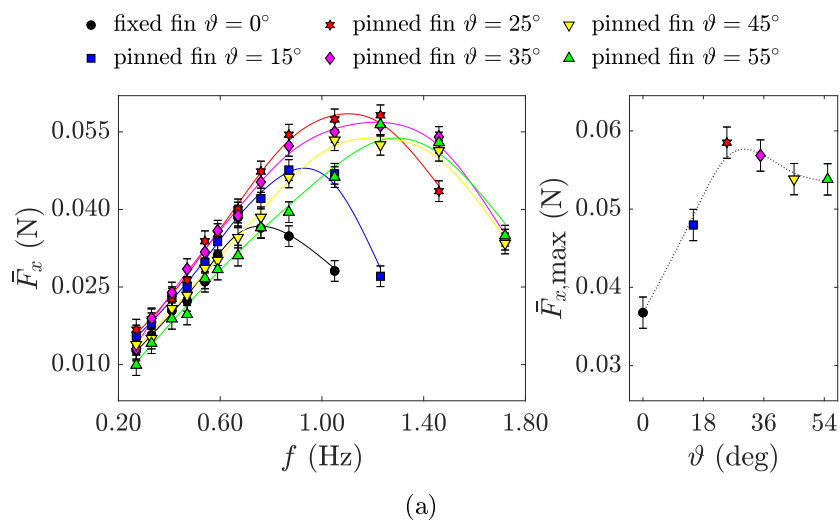 fixed fin ϑ = 0° pinned fin ϑ = 25° pinned fin ϑ = 45°
pinned fin ϑ = 15° pinned fin ϑ = 35° pinned fin ϑ = 55°
0.055
0.040
0.025
0.010
F̄x (N)
0.20 0.60 1.00 1.40 1.80
f (Hz)
0.06
0.05
0.04
0.03
F̄x,max (N)
0 18 36 54
ϑ (deg)
(a)